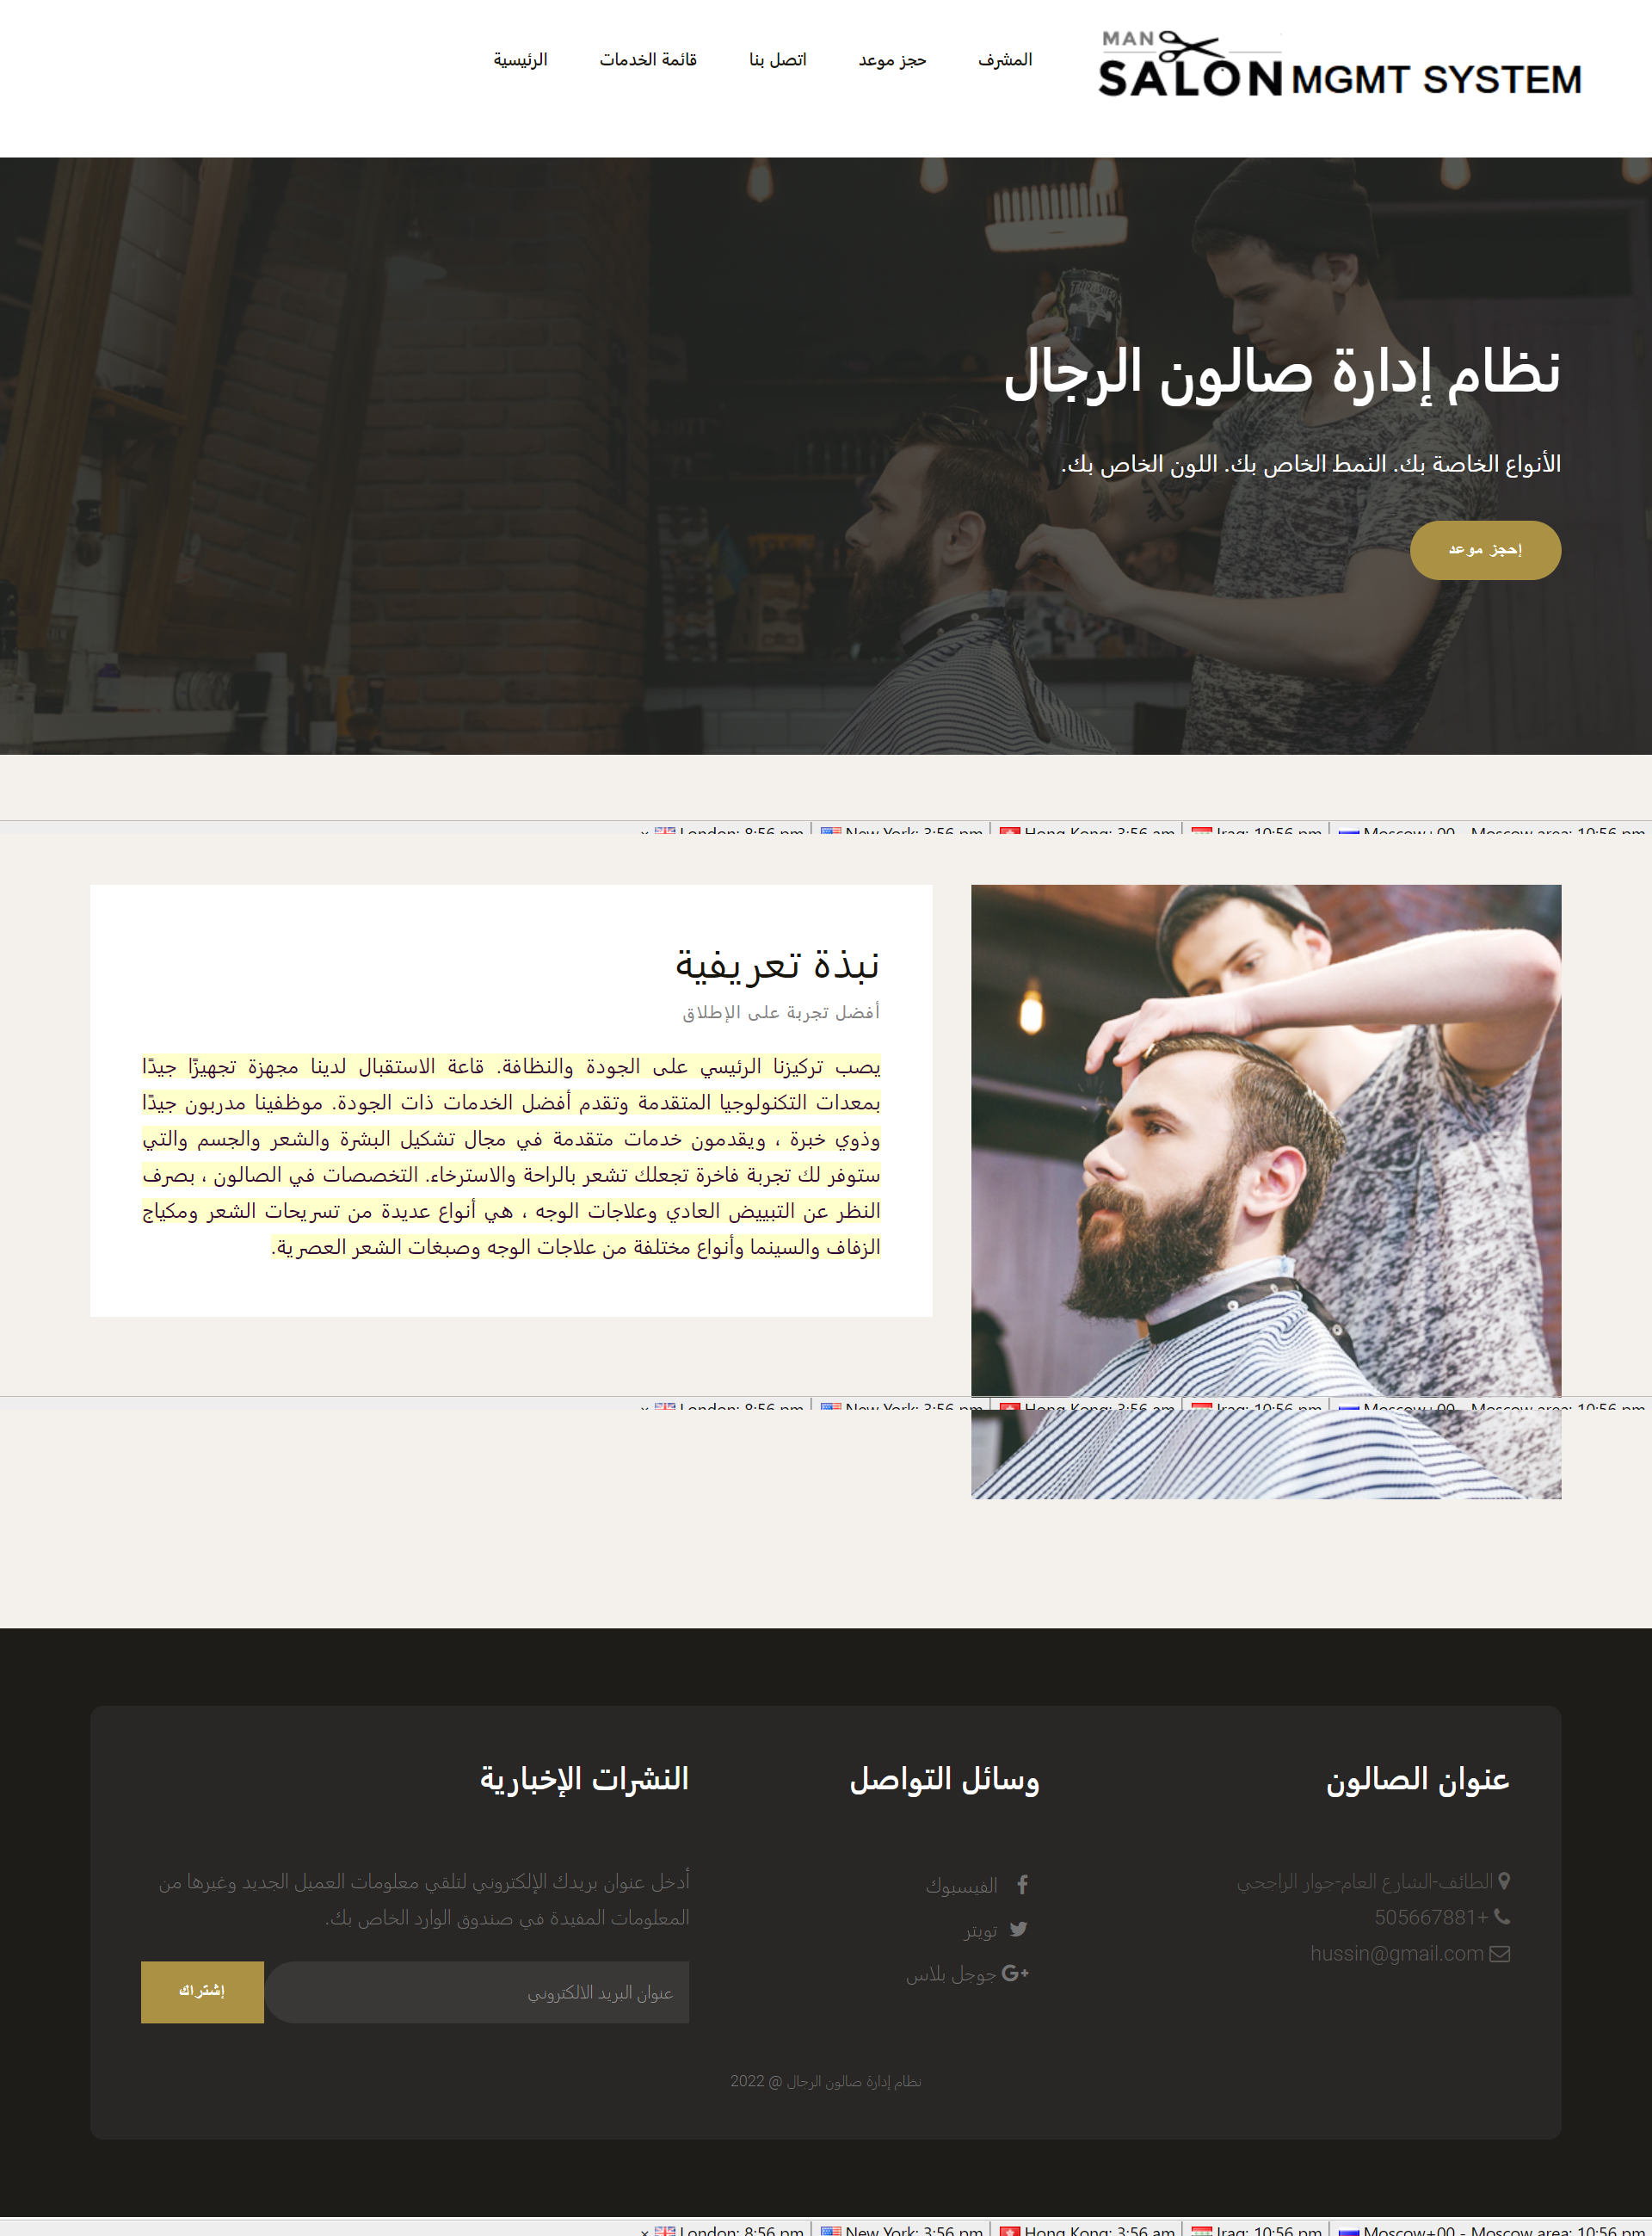 MAN
SALON MGMT SYSTEM
المشرف
حجز موعد
اتصل بنا
قائمة الخدمات
الرئيسية
نظام إدارة صالون الرجال
الأنواع الخاصة بك. النمط الخاص بك. اللون الخاص بك.
إحجز موعد
× London: 8:56 pm New York: 3:56 pm Hong Kong: 3:56 am Iraq: 10:56 pm Moscow+00 - Moscow area: 10:56 pm
نبذة تعريفية
أفضل تجربة على الإطلاق
يصب تركيزنا الرئيسي على الجودة والنظافة. قاعة الاستقبال لدينا مجهزة تجهيزًا جيدًا
بمعدات التكنولوجيا المتقدمة وتقدم أفضل الخدمات ذات الجودة. موظفينا مدربون جيدًا
وذوي خبرة ، ويقدمون خدمات متقدمة في مجال تشكيل البشرة والشعر والجسم والتي
ستوفر لك تجربة فاخرة تجعلك تشعر بالراحة والاسترخاء. التخصصات في الصالون ، بصرف
النظر عن التبييض العادي وعلاجات الوجه ، هي أنواع عديدة من تسريحات الشعر ومكياج
الزفاف والسينما وأنواع مختلفة من علاجات الوجه وصبغات الشعر العصرية.
× London: 8:56 pm New York: 3:56 pm Hong Kong: 3:56 am Iraq: 10:56 pm Moscow+00 - Moscow area: 10:56 pm
عنوان الصالون
الطائف-الشارع العام-جوار الراجحي
+505667881
hussin@gmail.com
وسائل التواصل
الفيسبوك
تويتر
جوجل بلاس
النشرات الإخبارية
أدخل عنوان بريدك الإلكتروني لتلقي معلومات العميل الجديد وغيرها من
المعلومات المفيدة في صندوق الوارد الخاص بك.
عنوان البريد الالكتروني
إشتراك
نظام إدارة صالون الرجال @ 2022
× London: 8:56 pm New York: 3:56 pm Hong Kong: 3:56 am Iraq: 10:56 pm Moscow+00 - Moscow area: 10:56 pm